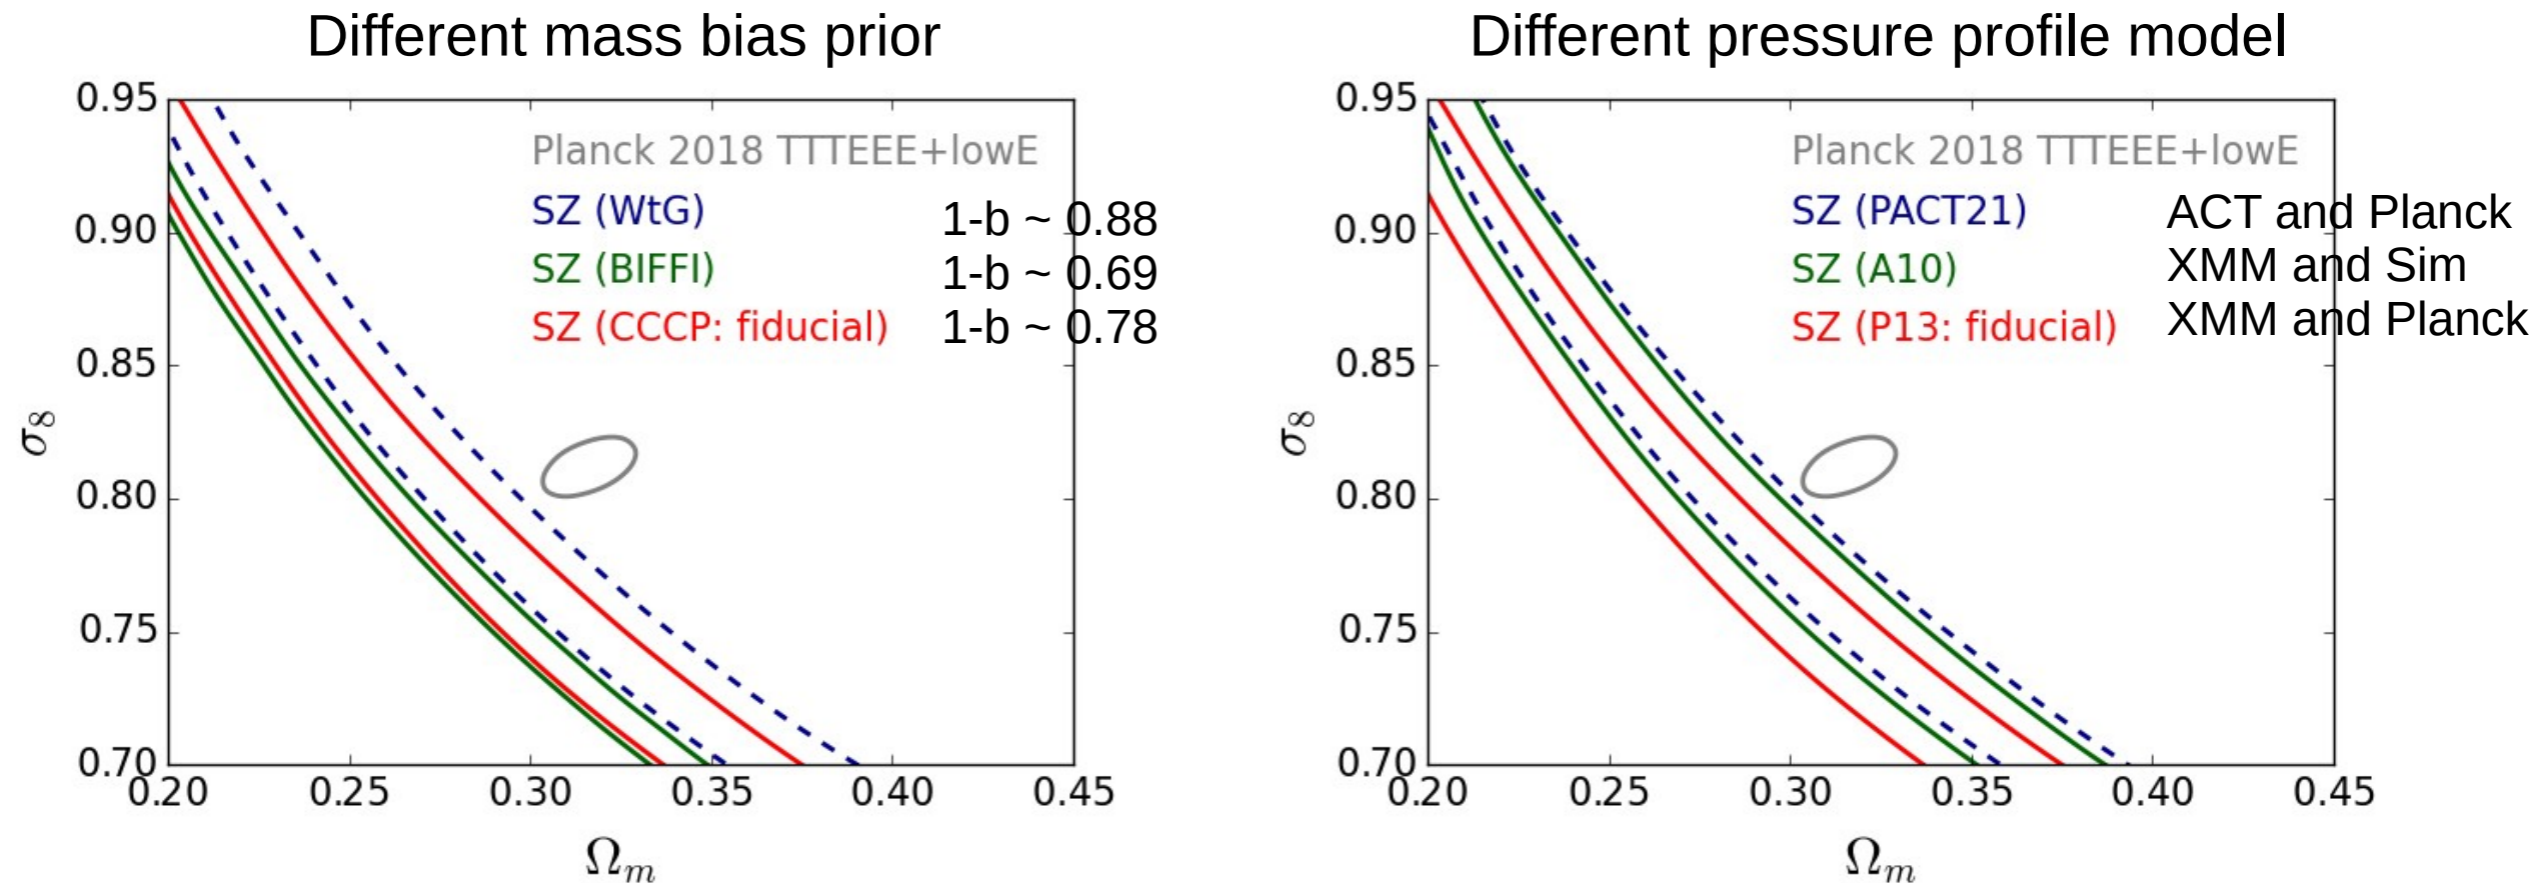 Different mass bias prior
0.95
0.90
0.85
0.80
0.75
0.70
σ8
Planck 2018 TTTEEE+lowE
SZ (WtG) 1-b ~ 0.88
SZ (BIFFI) 1-b ~ 0.69
SZ (CCCP: fiducial) 1-b ~ 0.78
0.20 0.25 0.30 0.35 0.40 0.45
Ωm
Different pressure profile model
0.95
0.90
0.85
0.80
0.75
0.70
σ8
Planck 2018 TTTEEE+lowE
SZ (PACT21) ACT and Planck
SZ (A10) XMM and Sim
SZ (P13: fiducial) XMM and Planck
0.20 0.25 0.30 0.35 0.40 0.45
Ωm